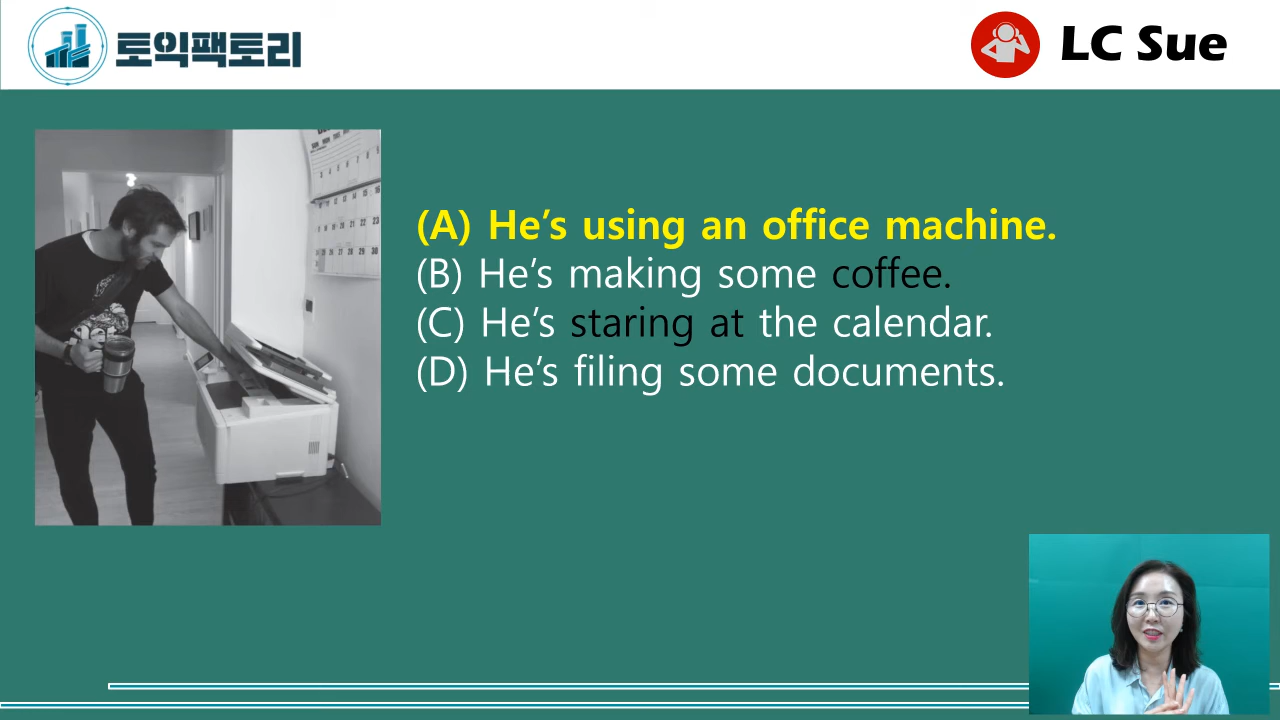 토익팩토리
LC Sue
(A) He’s using an office machine.
(B) He’s making some coffee.
(C) He’s staring at the calendar.
(D) He’s filing some documents.